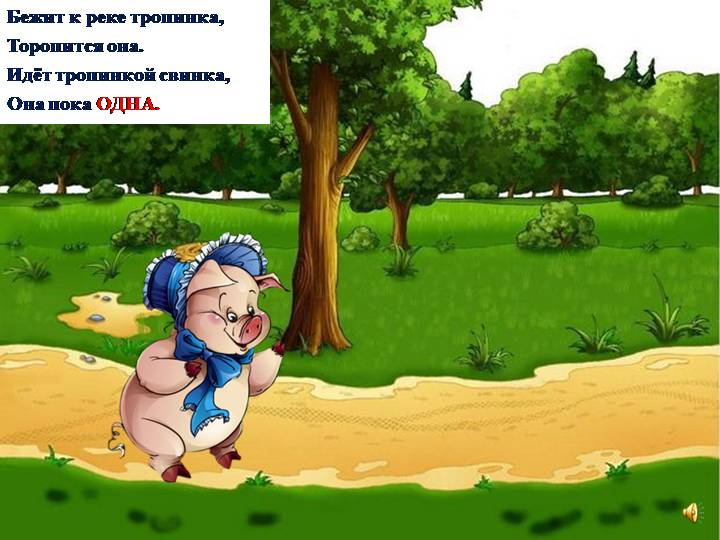 Бежит к реке тропинка,
Торопится она.
Идёт тропинкой свинка,
Она пока ОДНА.